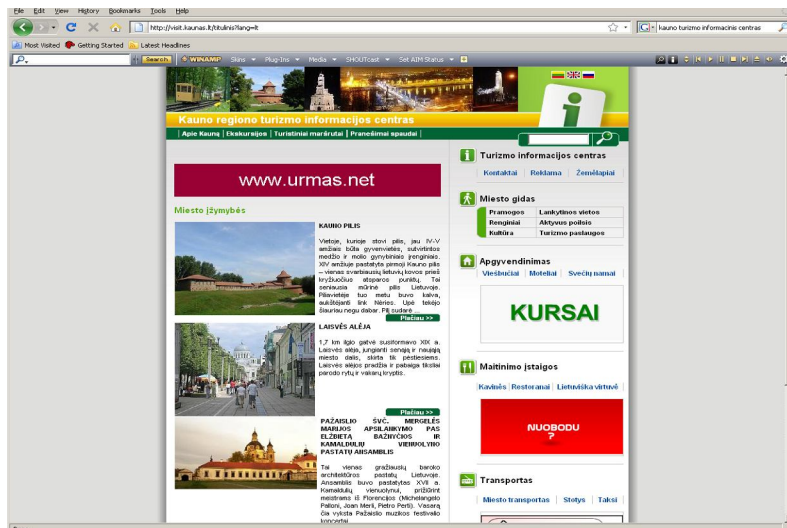 File Edit View History Bookmarks Tools Help
http://visit.kaunas.lt/titulinis?lang=lt
kauno turizmo informacinis centras
Most Visited Getting Started Latest Headlines
Search WINAMP Skins Plug-Ins Media SHOUTcast Set AIM Status
Kauno regiono turizmo informacijos centras
| Apie Kauną | Ekskursijos | Turistiniai maršrutai | Pranešimai spaudai |
www.urmas.net
Miesto įžymybės
KAUNO PILIS
Vietoje, kurioje stovi pilis, jau IV-V
amžiais būta gyvenvietės, sutvirtintos
medžio ir molio gynybiniais įrenginiais.
XIV amžiuje pastatyta pirmoji Kauno pilis
– vienas svarbiausių lietuvių kovos prieš
kryžiuočius atsparos punktų. Tai
seniausia mūrinė pilis Lietuvoje.
Pilavietėje tuo metu buvo kalva,
aukštėjanti link Nėries. Upė tekėjo
šiauriau negu dabar. Pilį sudarė ...
Plačiau >>
LAISVĖS ALĖJA
1,7 km ilgio gatvė susiformavo XIX a.
Laisvės alėja, jungianti senąją ir naująją
miesto dalis, skirta tik pėstiesiems.
Laisvės alėjos pradžia ir pabaiga tiksliai
parodo rytų ir vakarų kryptis.
Plačiau >>
PAŽAISLIO ŠVČ. MERGELĖS
MARIJOS APSILANKYMO PAS
ELŽBIETĄ BAŽNYČIOS IR
KAMALDULIŲ VIENUOLYNO
PASTATŲ ANSAMBLIS
Tai vienas gražiausių baroko
architektūros pastatų Lietuvoje.
Ansamblis buvo pastatytas XVII a.
Kamaldulių vienuolynui, prižiūrint
meistrams iš Florencijos (Michelangelo
Palloni, Joan Merli, Pietro Perti). Vasarą
čia vyksta Pažaislio muzikos festivalio
koncertai.
Turizmo informacijos centras
Kontaktai | Reklama | Žemėlapiai
Miesto gidas
Pramogos Lankytinos vietos
Renginiai Aktyvus poilsis
Kultūra Turizmo paslaugos
Apgyvendinimas
Viešbučiai | Moteliai | Svečių namai |
KURSAI
Maitinimo įstaigos
Kavinės | Restoranai | Lietuviška virtuvė |
NUOBODU
?
Transportas
Miesto transportas | Stotys | Taksi |